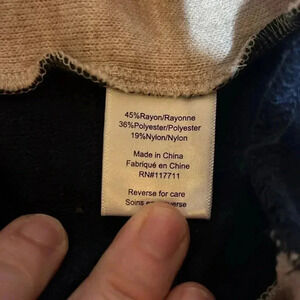 45%Rayon/Rayonne
36%Polyester/Polyester
19%Nylon/Nylon
Made in China
Fabriqué en Chine
RN#117711
Reverse for care
Soins en